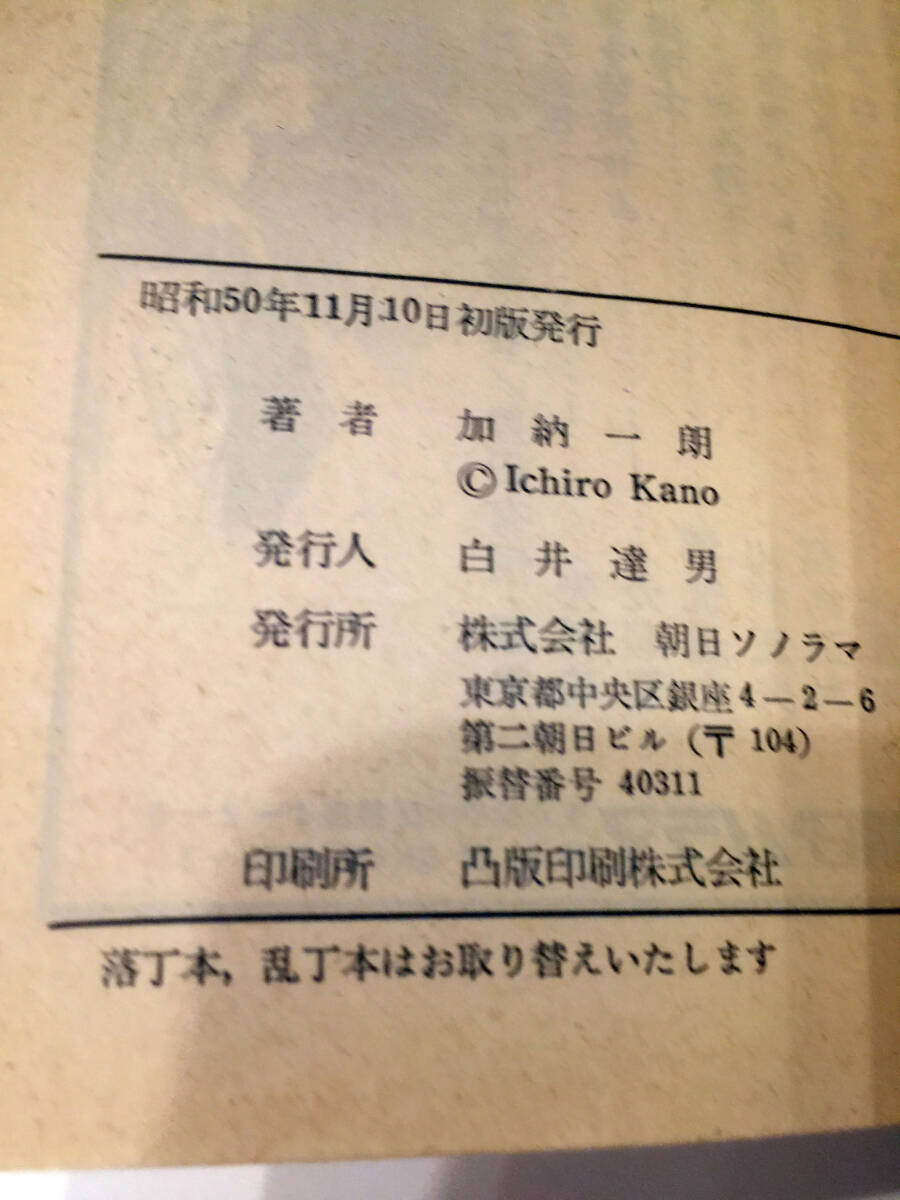 昭和50年11月10日初版発行
著者 加納一朗
©Ichiro Kano
発行人 白井達男
発行所 株式会社 朝日ソノラマ
東京都中央区銀座4－2－6
第二朝日ビル (〒104)
振替番号 40311
印刷所 凸版印刷株式会社
落丁本，乱丁本はお取り替えいたします